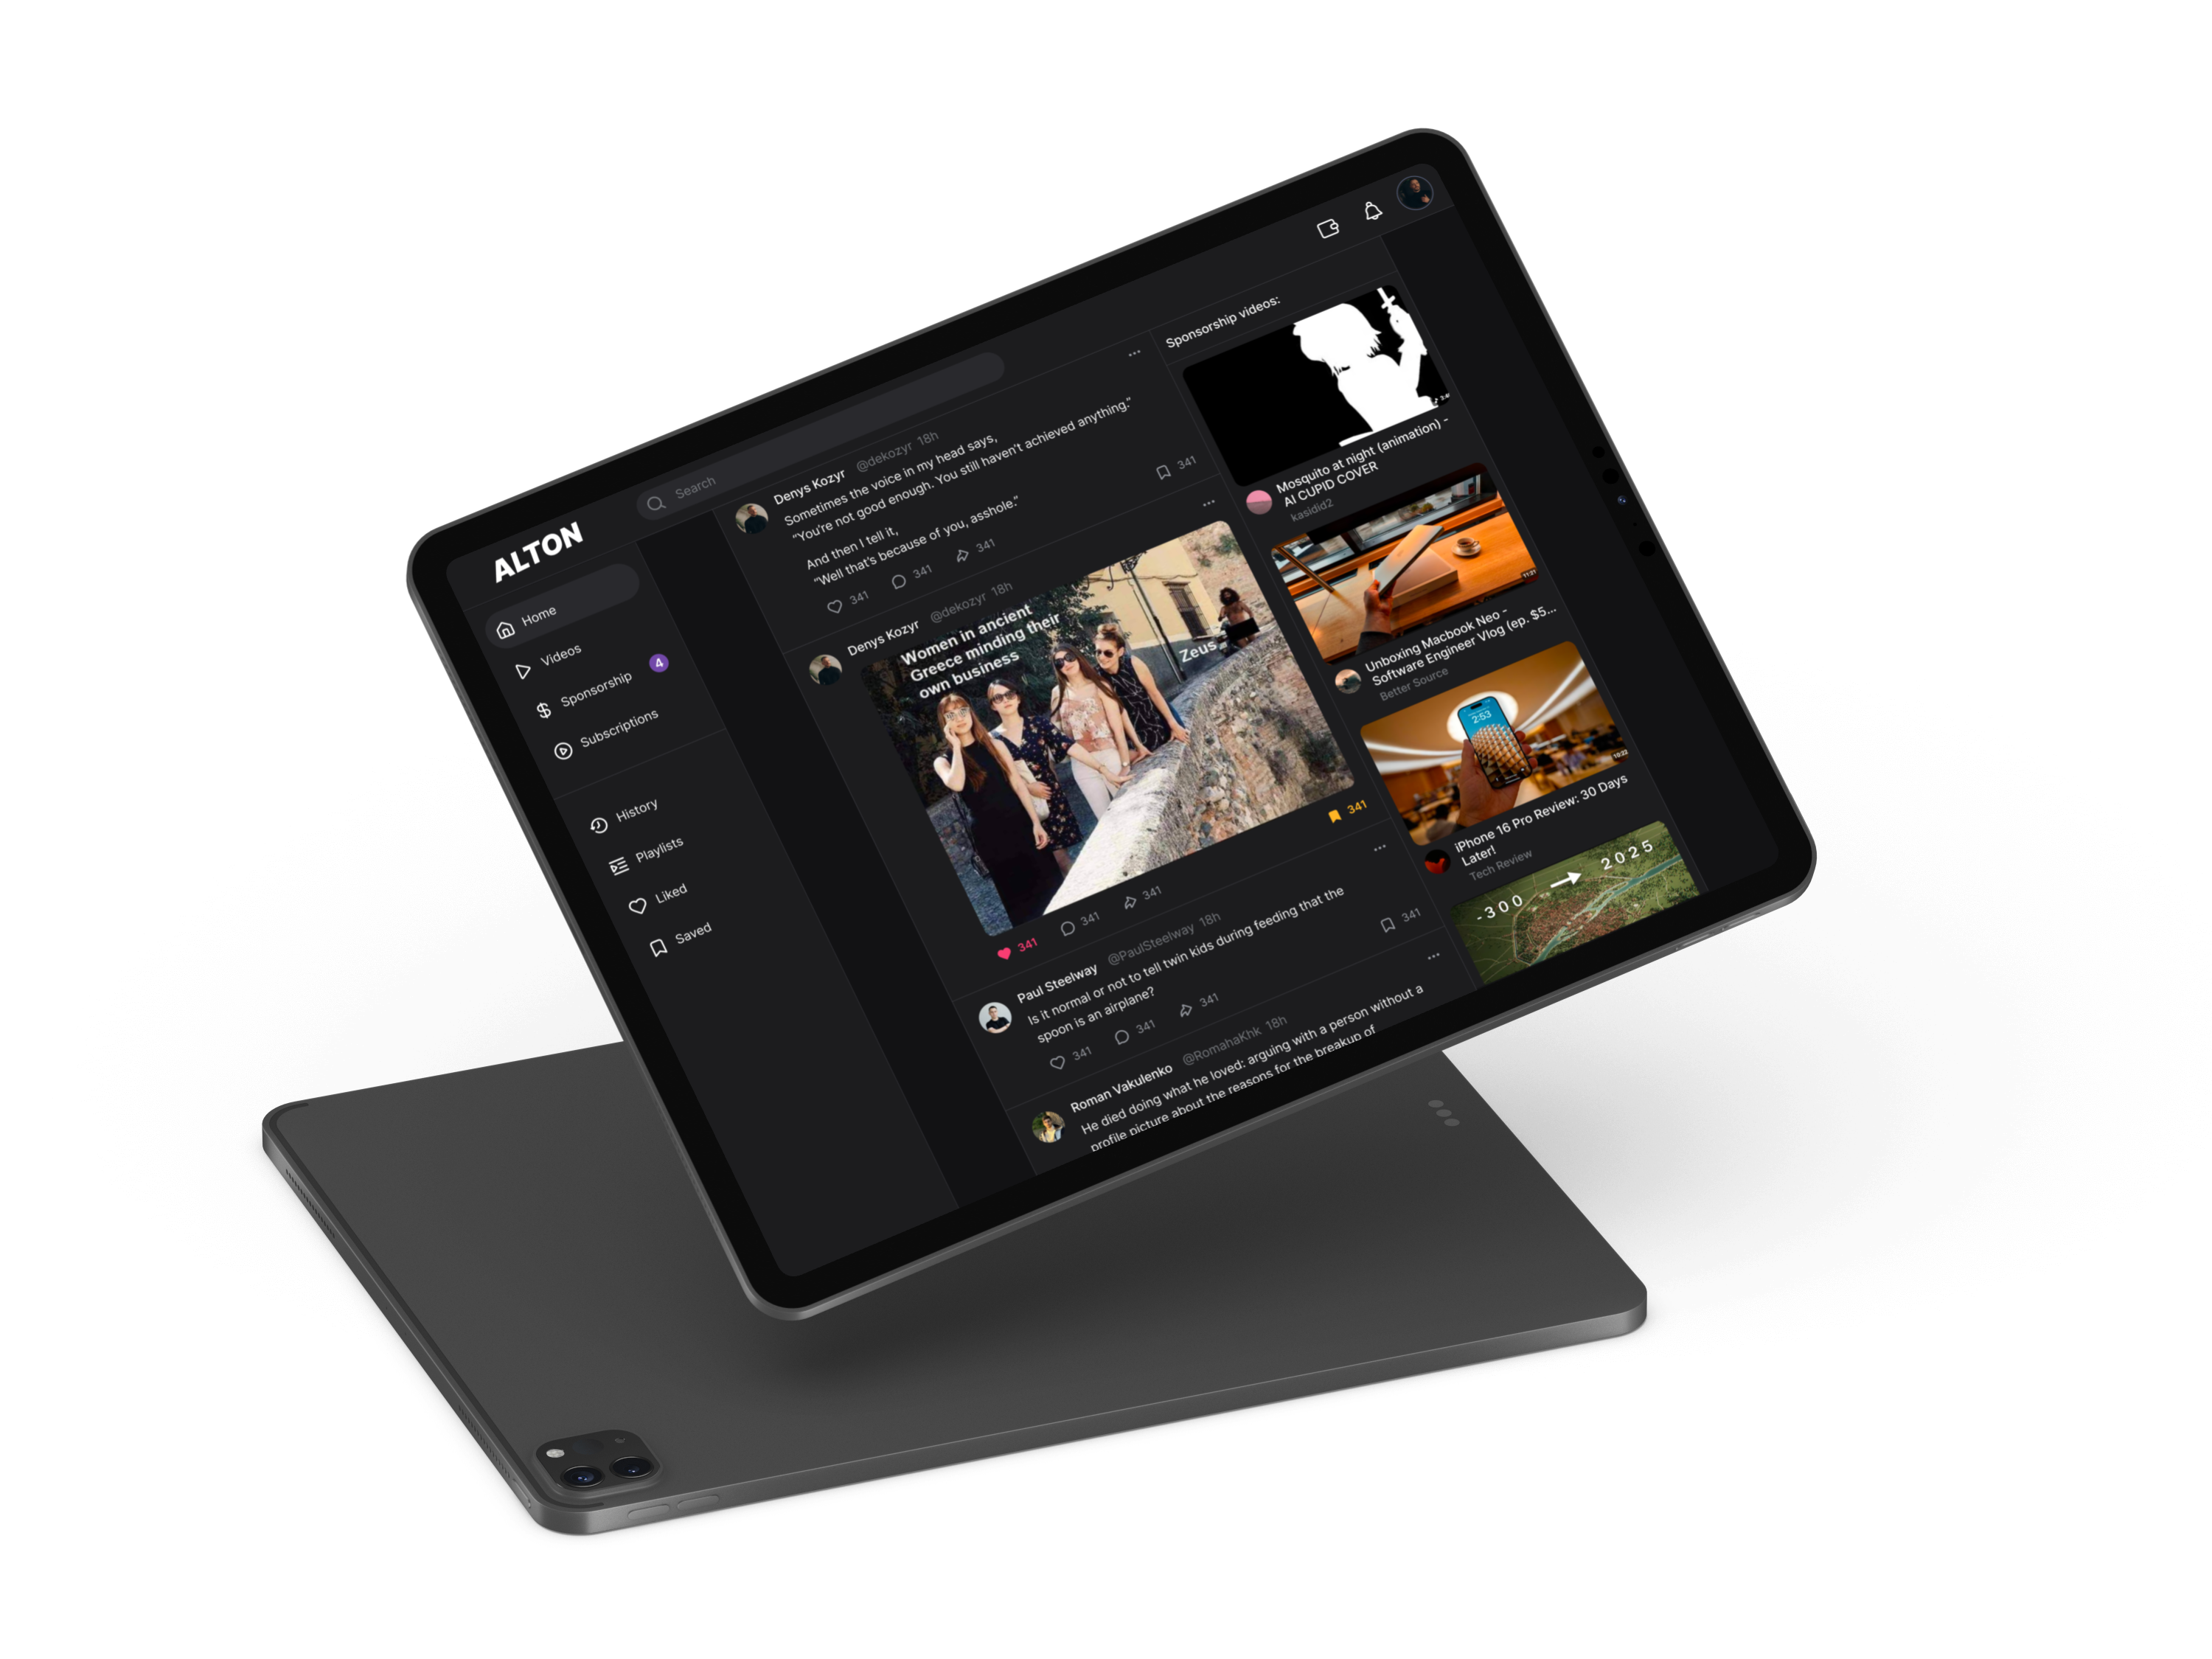 ALTON
Search
Home
Videos
Sponsorship 4
Subscriptions
History
Playlists
Liked
Saved
Denys Kozyr @dekozyr 18h
Sometimes the voice in my head says,
“You’re not good enough. You still haven’t achieved anything.”
And then I tell it,
“Well that’s because of you, asshole.”
341 341 341 341
Denys Kozyr @dekozyr 18h
Women in ancient
Greece minding their
own business
Zeus
341 341 341 341
Paul Steelway @PaulSteelway 18h
Is it normal or not to tell twin kids during feeding that the
spoon is an airplane?
341 341 341 341
Roman Vakulenko @RomahaKhk 18h
He died doing what he loved: arguing with a person without a
profile picture about the reasons for the breakup of
Sponsorship videos:
Mosquito at night (animation) -
AI CUPID COVER
kasidid2
11:21
Unboxing Macbook Neo -
Software Engineer Vlog (ep. $5...
Better Source
2:53
10:22
iPhone 16 Pro Review: 30 Days
Later!
Tech Review
-300 → 2025